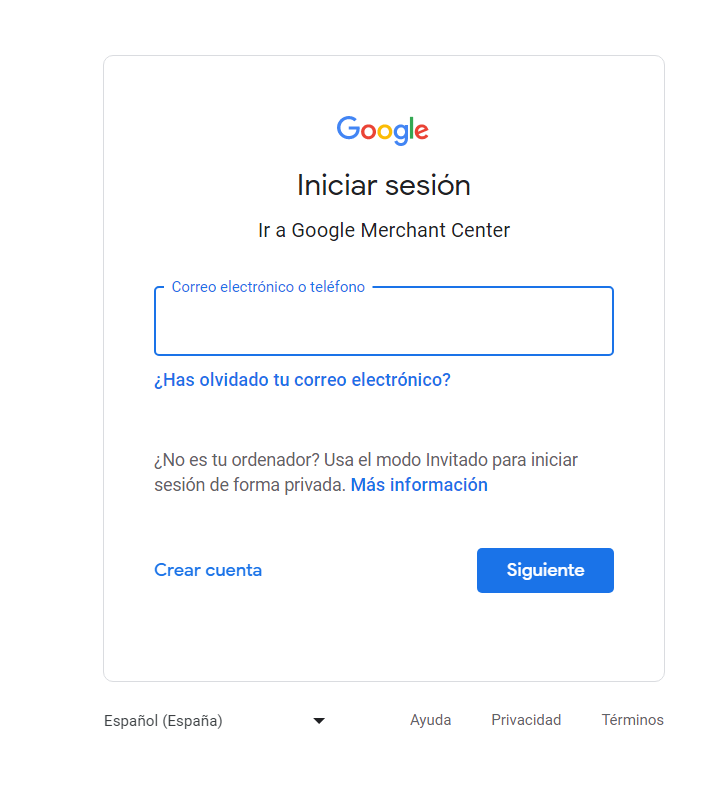 Google
Iniciar sesión
Ir a Google Merchant Center
Correo electrónico o teléfono
¿Has olvidado tu correo electrónico?
¿No es tu ordenador? Usa el modo Invitado para iniciar
sesión de forma privada. Más información
Crear cuenta
Siguiente
Español (España)
Ayuda
Privacidad
Términos